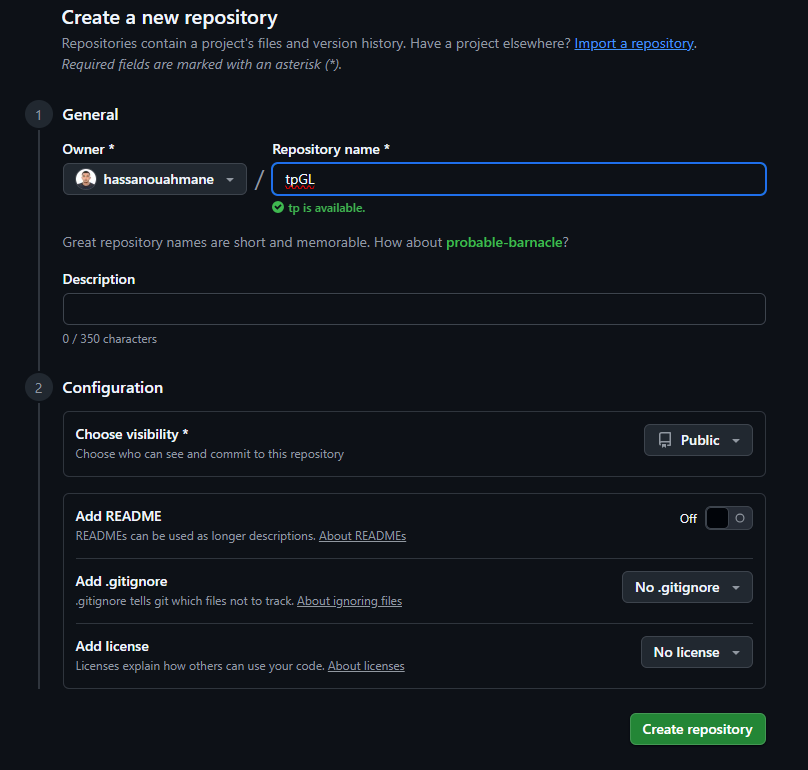 Create a new repository
Repositories contain a project's files and version history. Have a project elsewhere? Import a repository.
Required fields are marked with an asterisk (*).
1 General
Owner * Repository name *
hassanouahmane / tpGL
tp is available.
Great repository names are short and memorable. How about probable-barnacle?
Description
0 / 350 characters
2 Configuration
Choose visibility *
Choose who can see and commit to this repository
Public
Add README
READMEs can be used as longer descriptions. About READMEs
Off
Add .gitignore
.gitignore tells git which files not to track. About ignoring files
No .gitignore
Add license
Licenses explain how others can use your code. About licenses
No license
Create repository